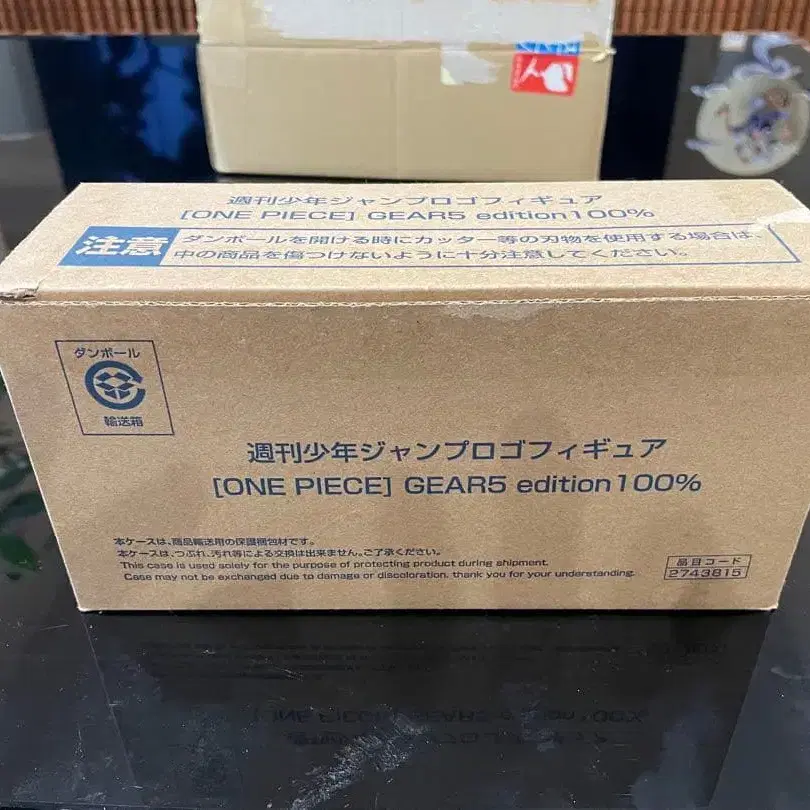 週刊少年ジャンプロゴフィギュア
[ONE PIECE] GEAR5 edition100%
注意
ダンボールを開ける時にカッター等の刃物を使用する場合は、
中の商品を傷つけないように十分注意してください。
ダンボール
輸送箱
週刊少年ジャンプロゴフィギュア
[ONE PIECE] GEAR5 edition100%
本ケースは、商品輸送用の保護梱包材です。
本ケースは、つぶれ、汚れ等による交換は出来ません。ご了承ください。
This case is used solely for the purpose of protecting product during shipment.
Case may not be exchanged due to damage or discoloration, thank you for your understanding.
品目コード
2743815